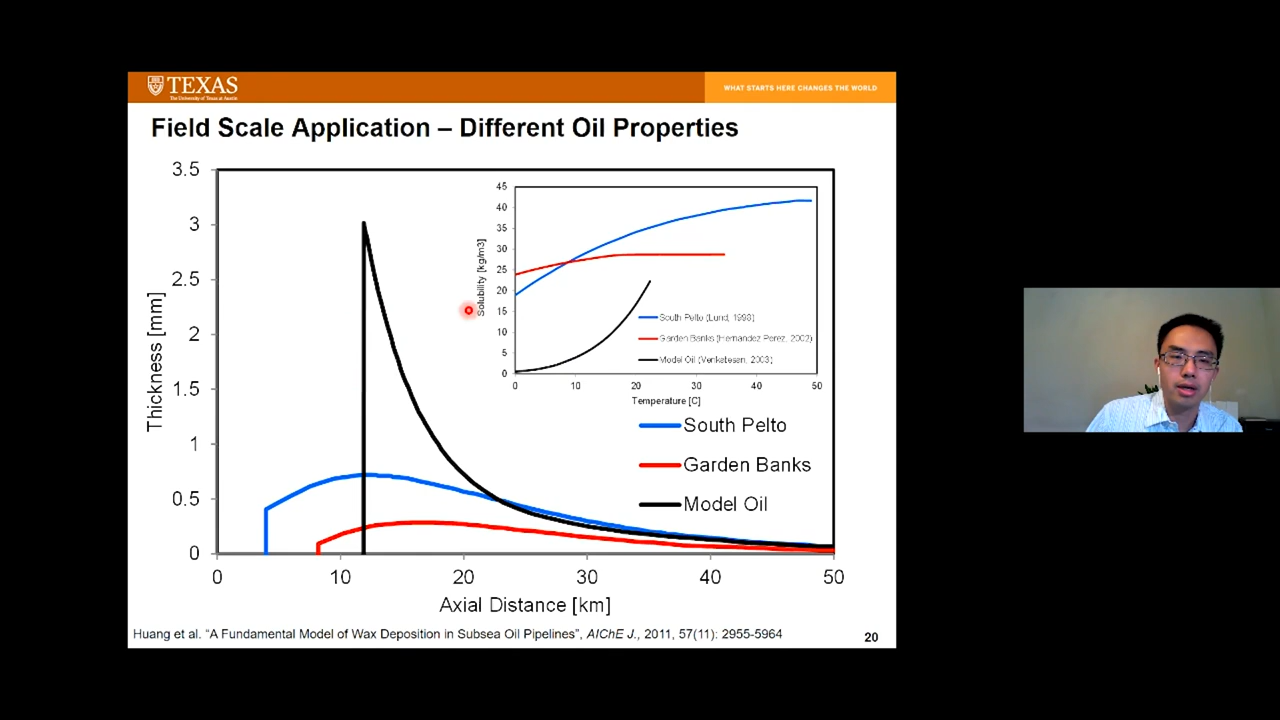 TEXAS
The University of Texas at Austin
WHAT STARTS HERE CHANGES THE WORLD
Field Scale Application – Different Oil Properties
3.5
3
2.5
2
1.5
1
0.5
0
Thickness [mm]
0 10 20 30 40 50
Axial Distance [km]
45
40
35
30
25
20
15
10
5
0
Solubility [kg/m3]
South Pelto (Lund, 1998)
Garden Banks (Hernandez Perez, 2002)
Model Oil (Venkatesan, 2003)
0 10 20 30 40 50
Temperature [C]
South Pelto
Garden Banks
Model Oil
Huang et al. “A Fundamental Model of Wax Deposition in Subsea Oil Pipelines”, AIChE J., 2011, 57(11): 2955-5964
20